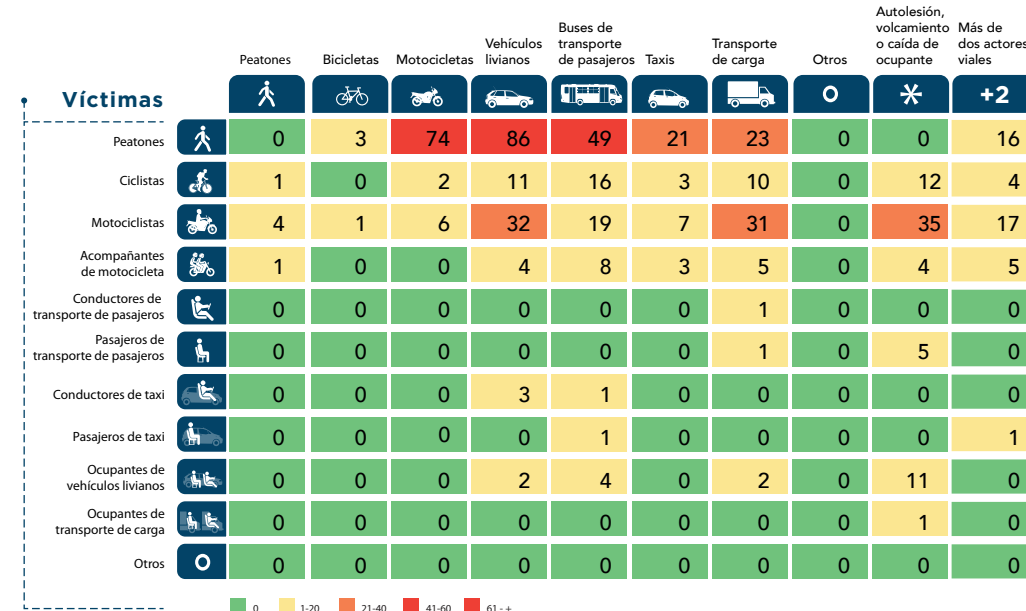 Peatones
Bicicletas
Motocicletas
Vehículos
livianos
Buses de
transporte
de pasajeros
Taxis
Transporte
de carga
Otros
Autolesión,
volcamiento
o caída de
ocupante
Más de
dos actores
viales
Víctimas
+2
Peatones 0 3 74 86 49 21 23 0 0 16
Ciclistas 1 0 2 11 16 3 10 0 12 4
Motociclistas 4 1 6 32 19 7 31 0 35 17
Acompañantes
de motocicleta 1 0 0 4 8 3 5 0 4 5
Conductores de
transporte de pasajeros 0 0 0 0 0 0 1 0 0 0
Pasajeros de
transporte de pasajeros 0 0 0 0 0 0 1 0 5 0
Conductores de taxi 0 0 0 3 1 0 0 0 0 0
Pasajeros de taxi 0 0 0 0 1 0 0 0 0 1
Ocupantes de
vehículos livianos 0 0 0 2 4 0 2 0 11 0
Ocupantes de
transporte de carga 0 0 0 0 0 0 0 0 1 0
Otros 0 0 0 0 0 0 0 0 0 0
0 1-20 21-40 41-60 61 - +